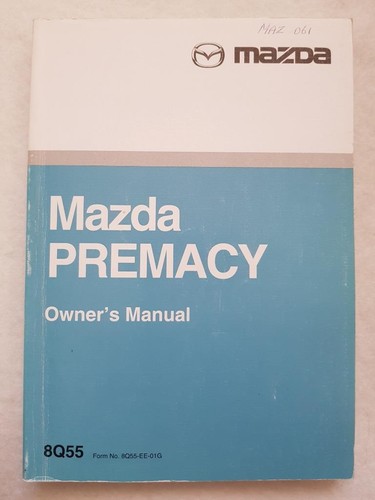 MAZ 061
mazda
Mazda
PREMACY
Owner's Manual
8Q55 Form No. 8Q55-EE-01G